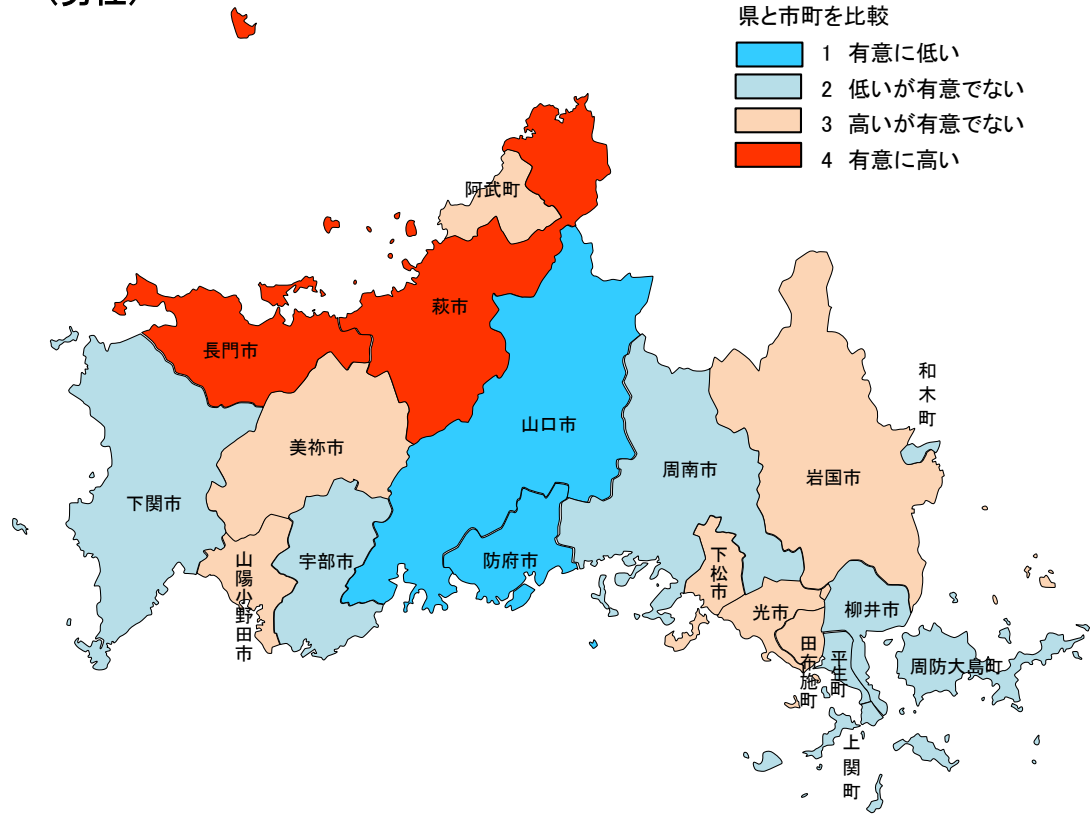 県と市町を比較
1 有意に低い
2 低いが有意でない
3 高いが有意でない
4 有意に高い
阿武町
萩市
長門市
和木町
山口市
美祢市
周南市
岩国市
下関市
防府市
宇部市
山陽小野田市
下松市
光市
柳井市
田布施町
平生町
周防大島町
上関町